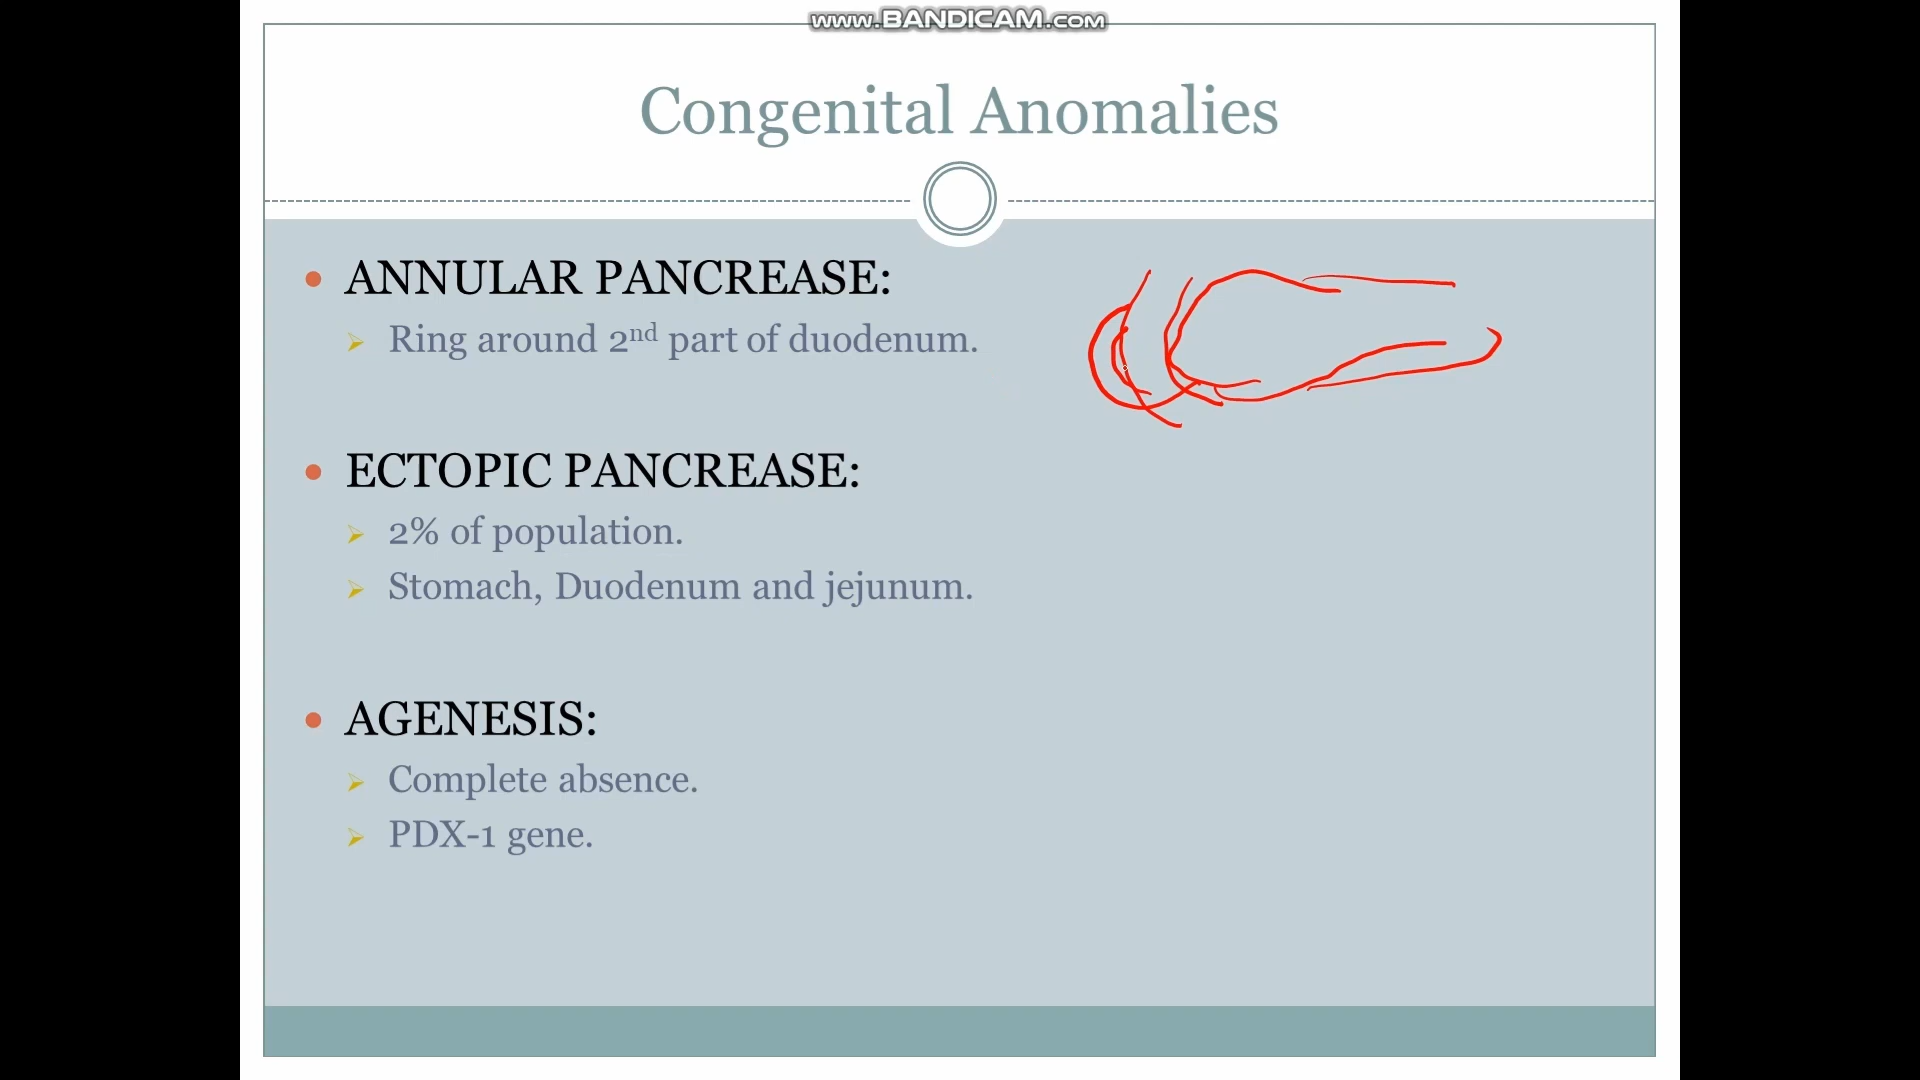 www.BANDICAM.com
Congenital Anomalies
ANNULAR PANCREASE:
Ring around 2nd part of duodenum.
ECTOPIC PANCREASE:
2% of population.
Stomach, Duodenum and jejunum.
AGENESIS:
Complete absence.
PDX-1 gene.